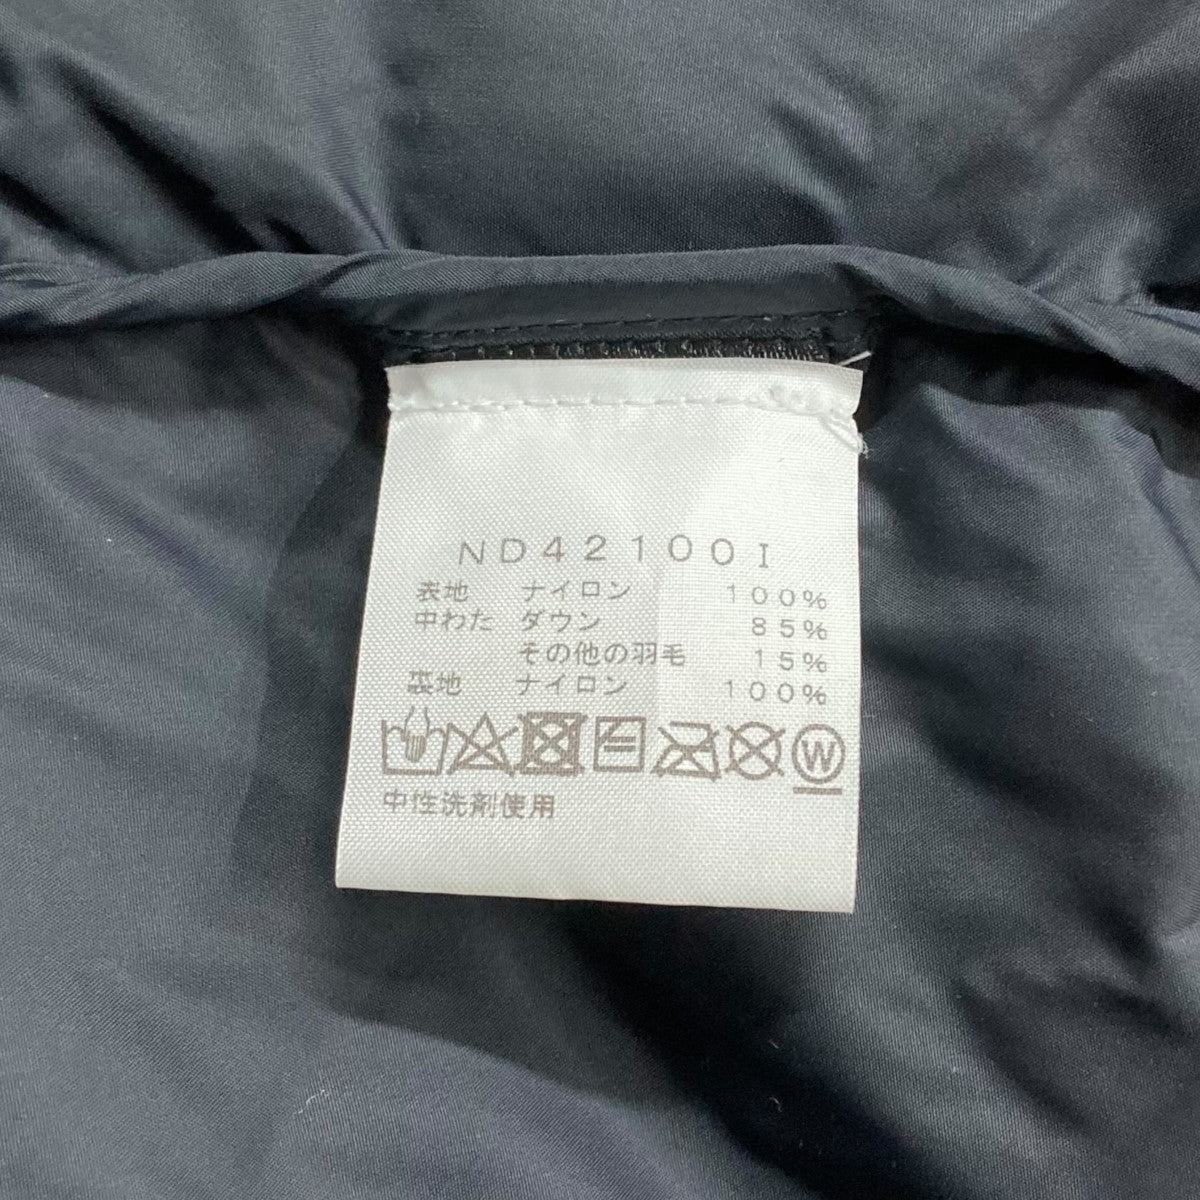 ND42100I
表地 ナイロン 100%
中わた ダウン 85%
その他の羽毛 15%
裏地 ナイロン 100%
W
中性洗剤使用